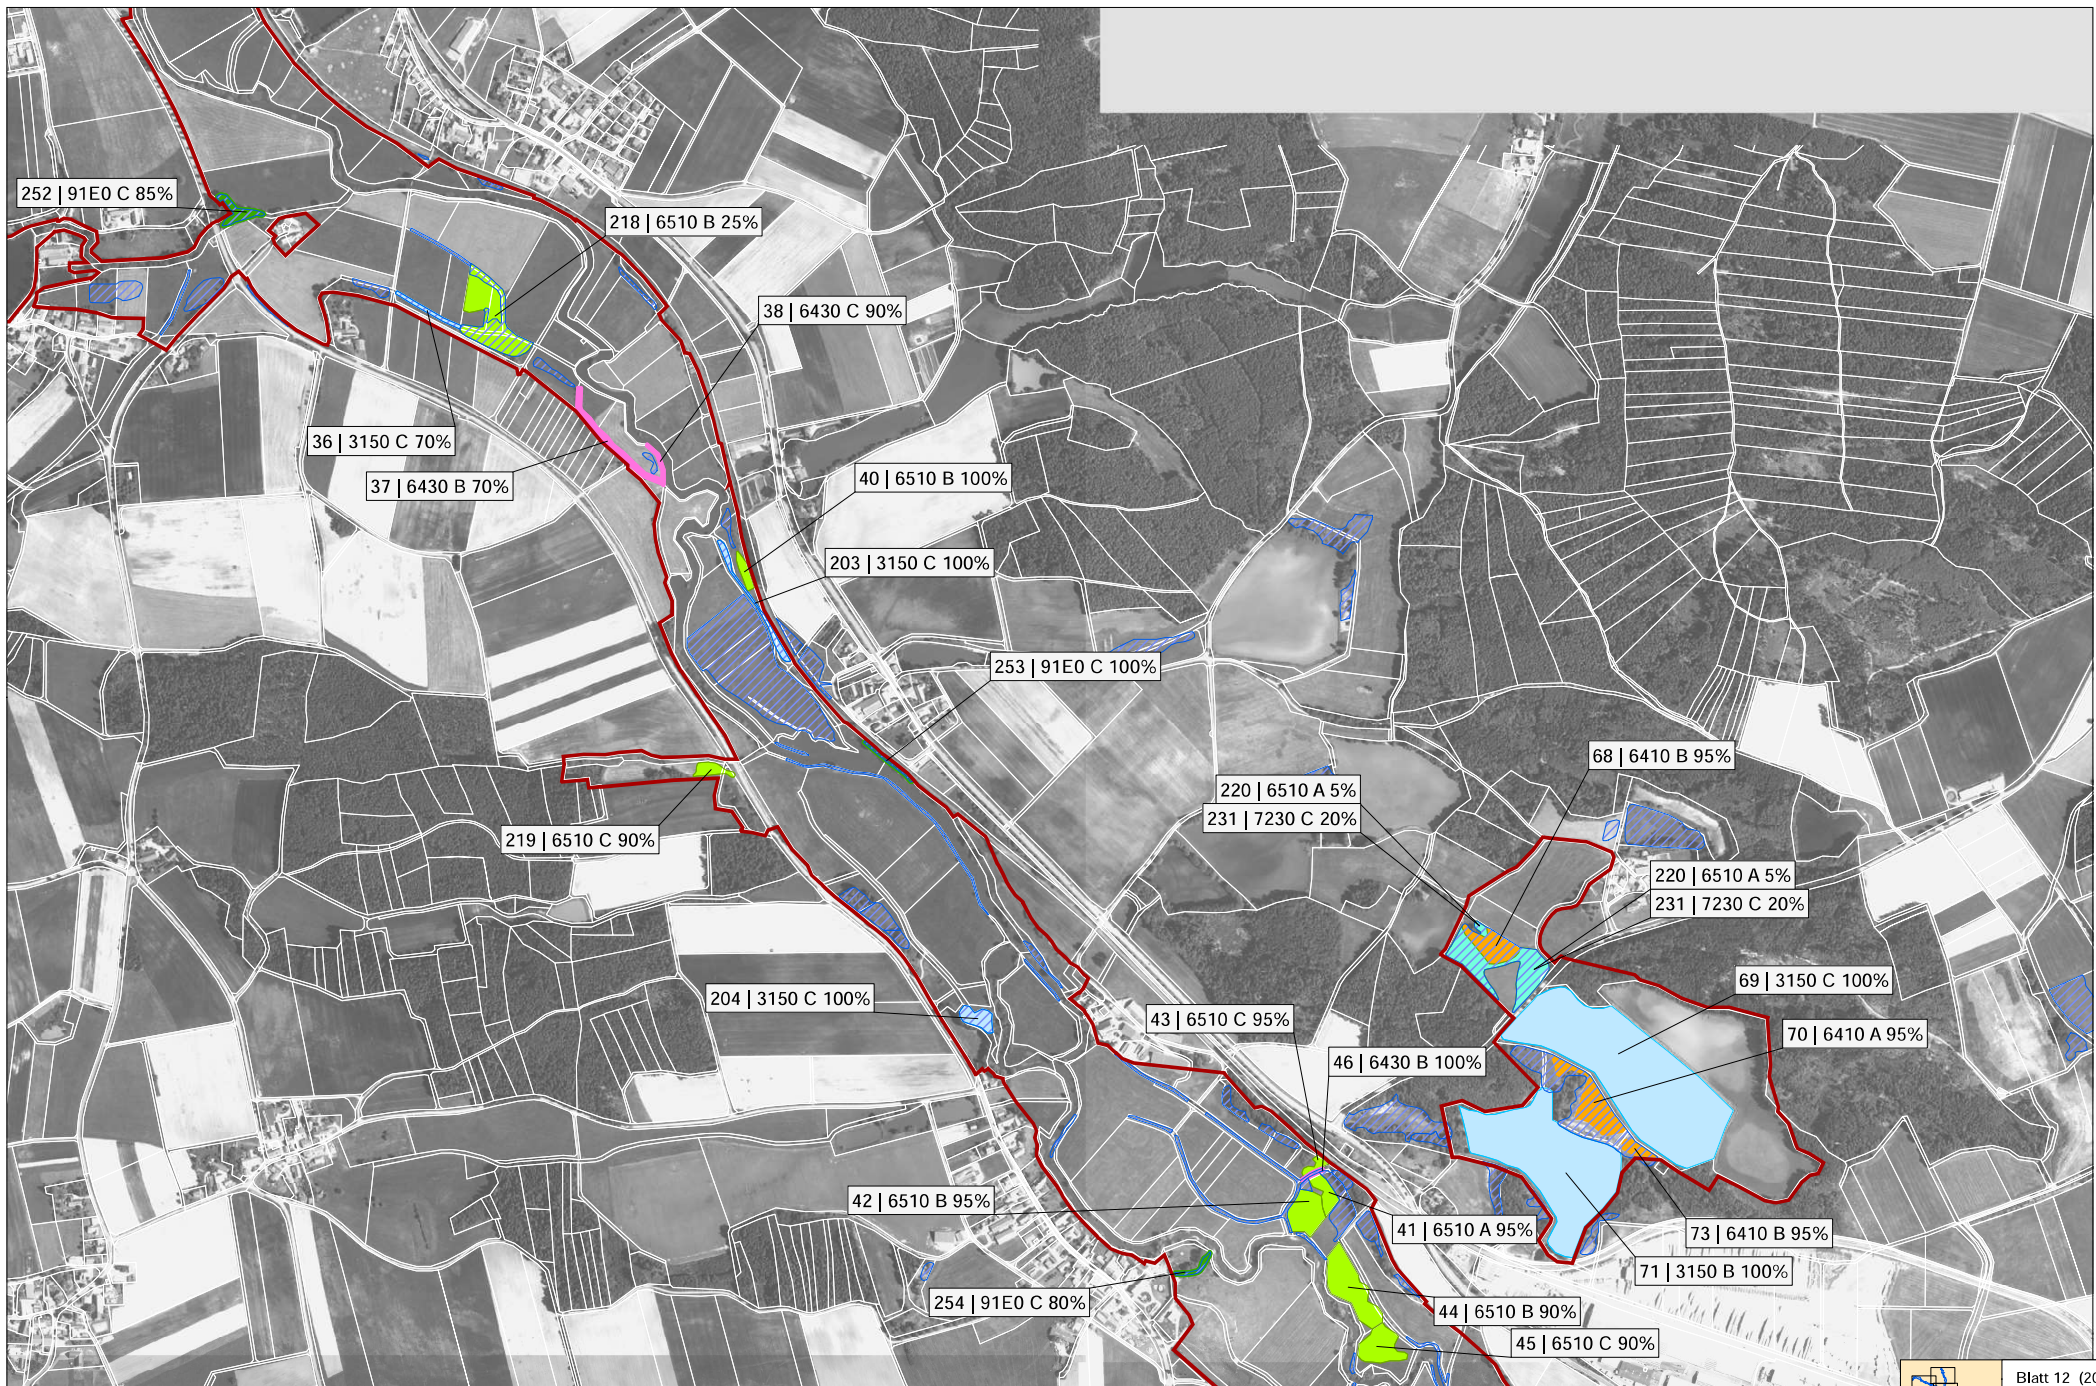 252 | 91E0 C 85%
218 | 6510 B 25%
38 | 6430 C 90%
36 | 3150 C 70%
37 | 6430 B 70%
40 | 6510 B 100%
203 | 3150 C 100%
253 | 91E0 C 100%
219 | 6510 C 90%
68 | 6410 B 95%
220 | 6510 A 5%
231 | 7230 C 20%
220 | 6510 A 5%
231 | 7230 C 20%
69 | 3150 C 100%
204 | 3150 C 100%
43 | 6510 C 95%
70 | 6410 A 95%
46 | 6430 B 100%
42 | 6510 B 95%
41 | 6510 A 95%
73 | 6410 B 95%
71 | 3150 B 100%
254 | 91E0 C 80%
44 | 6510 B 90%
45 | 6510 C 90%
Blatt 12 (2